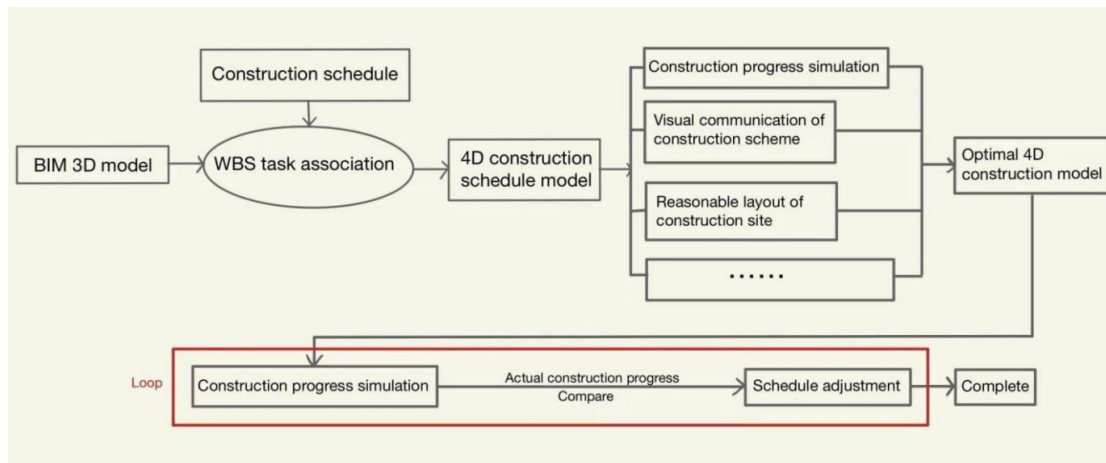 Construction schedule
BIM 3D model
WBS task association
4D construction
schedule model
Construction progress simulation
Visual communication of
construction scheme
Reasonable layout of
construction site
......
Optimal 4D
construction model
Loop
Construction progress simulation
Actual construction progress
Compare
Schedule adjustment
Complete